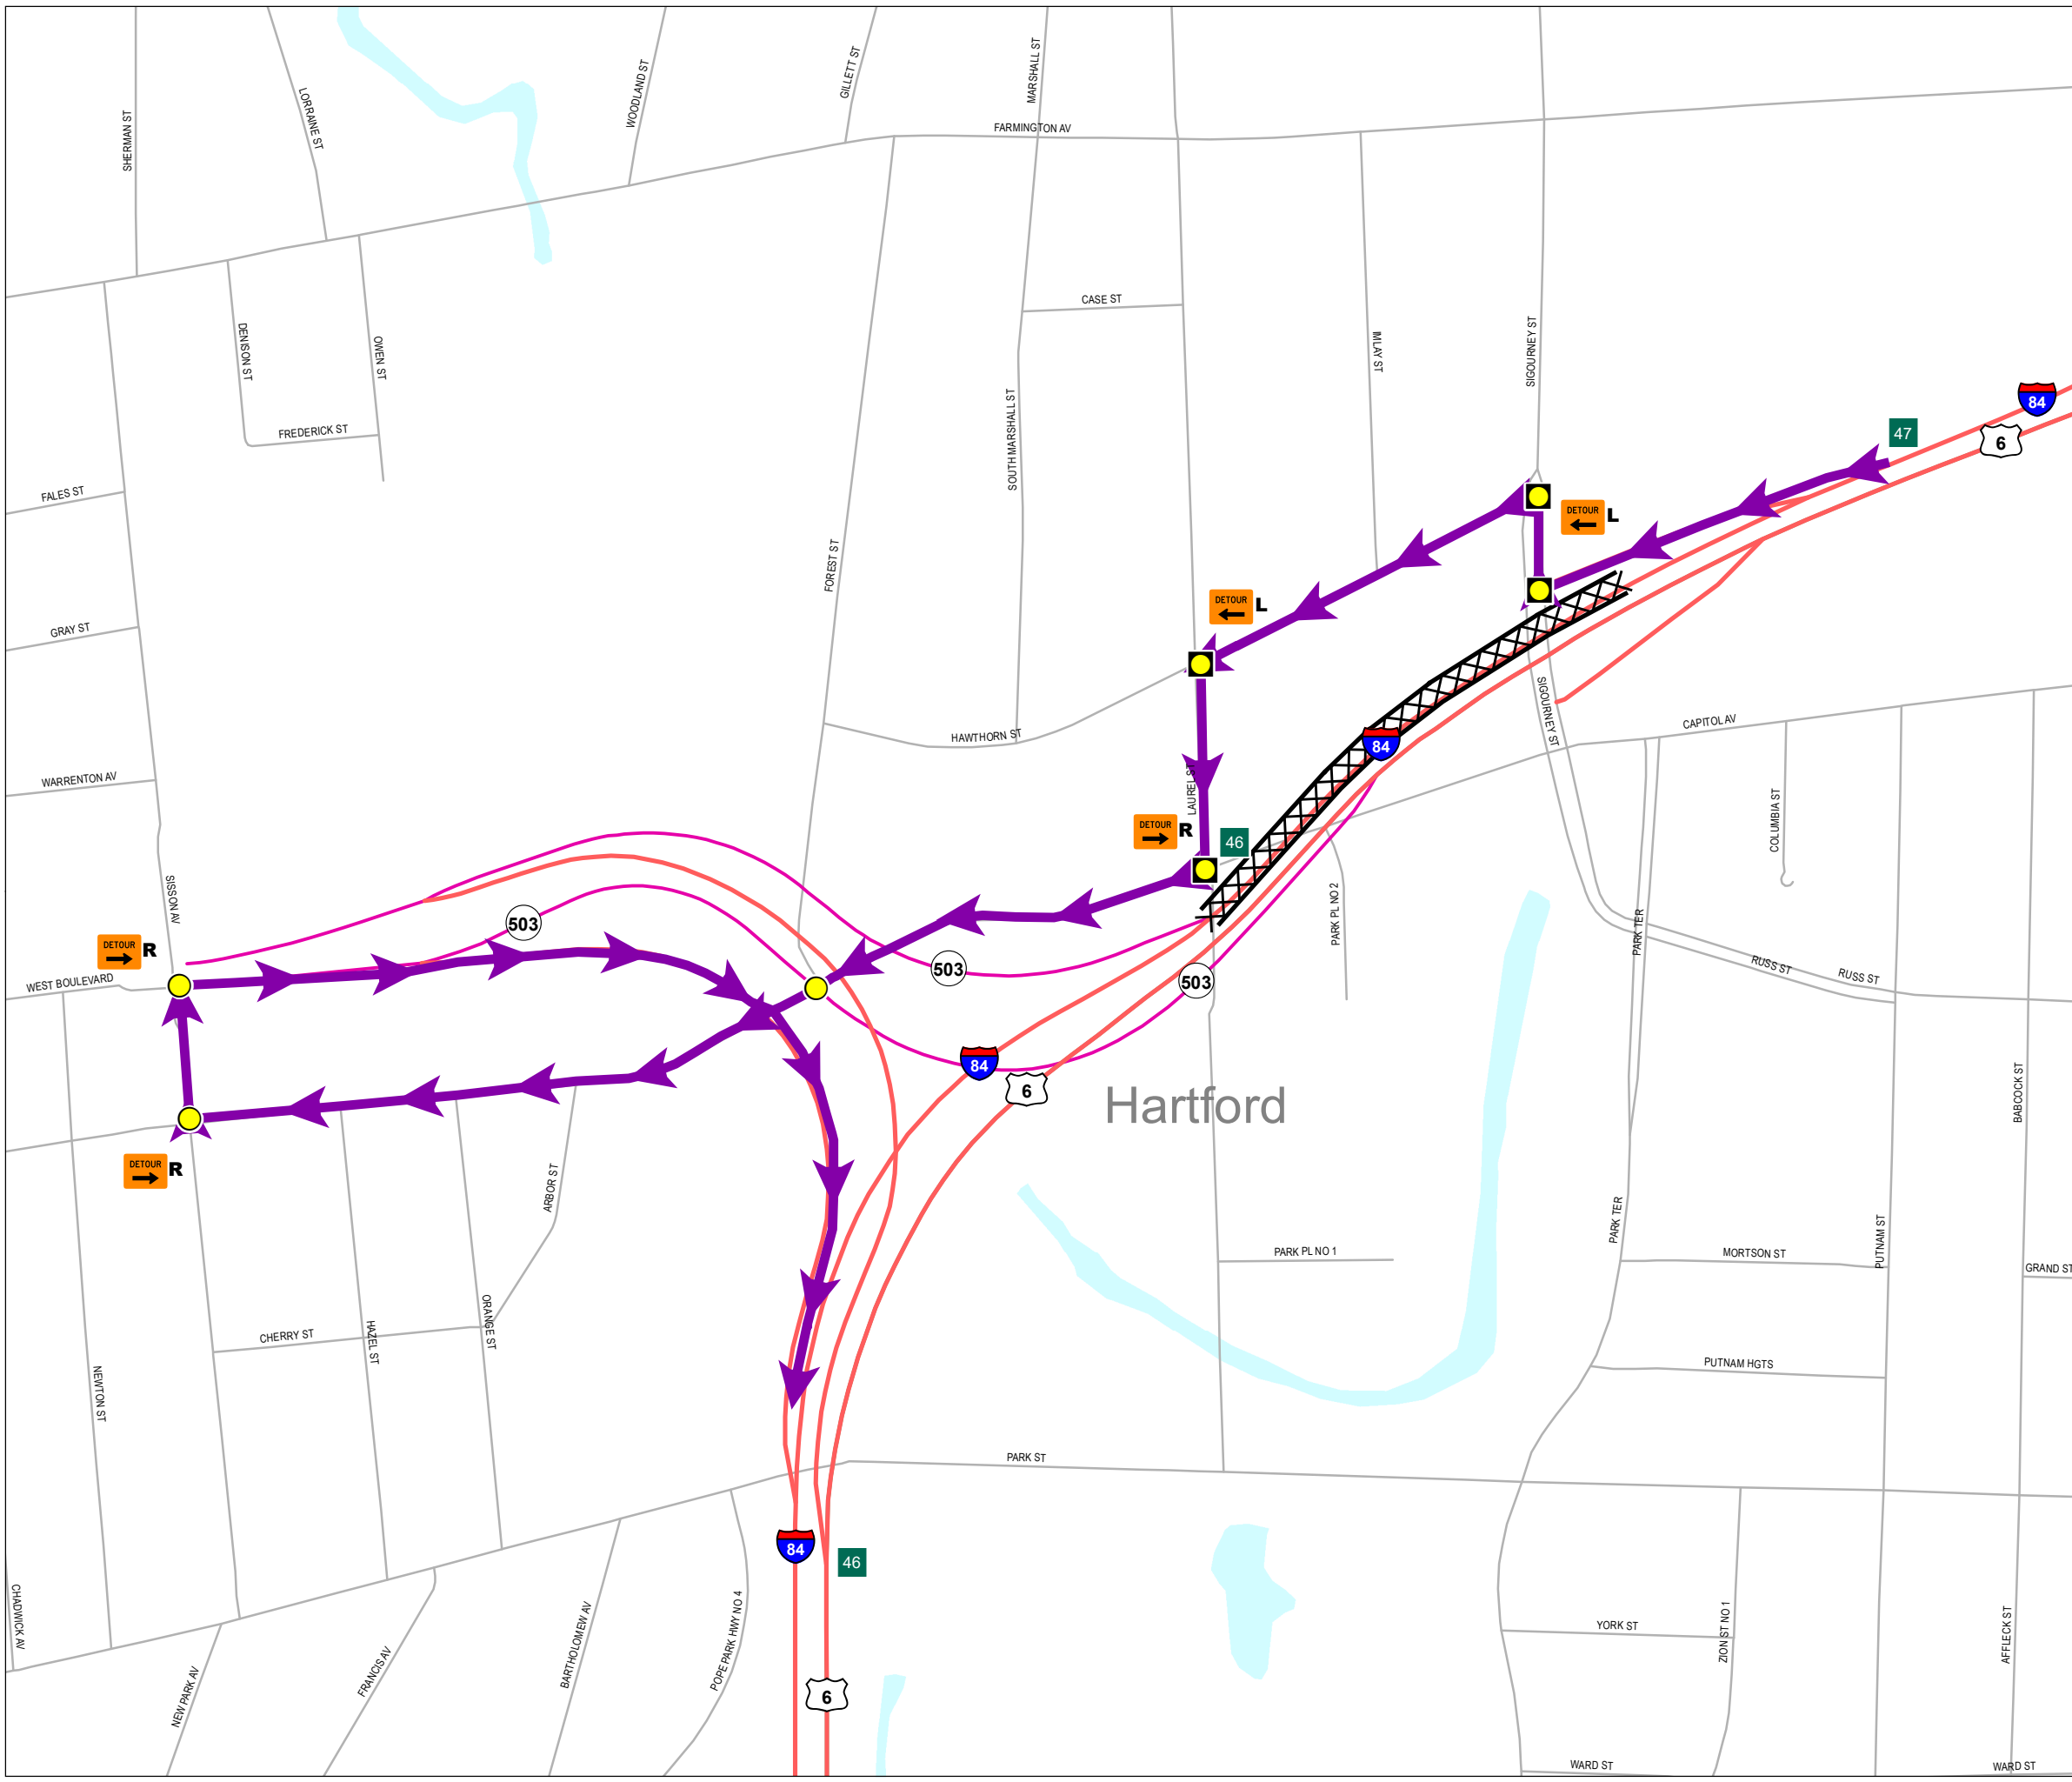 SHERMAN ST
LORRAINE ST
WOODLAND ST
GILLETT ST
MARSHALL ST
FARMINGTON AV
CASE ST
DENISON ST
OWEN ST
IMLAY ST
SIGOURNEY ST
FREDERICK ST
SOUTH MARSHALL ST
84
47
6
FALES ST
DETOUR
L
FOREST ST
DETOUR
L
GRAY ST
HAWTHORN ST
SIGOURNEY ST
CAPITOL AV
84
WARRENTON AV
LAUREL ST
COLUMBIA ST
DETOUR
R
46
SISSON AV
503
PARK PL NO 2
PARK TER
DETOUR
R
WEST BOULEVARD
503
503
RUSS ST
RUSS ST
84
6
Hartford
BABCOCK ST
DETOUR
R
ARBOR ST
PARK TER
PUTNAM ST
PARK PL NO 1
MORTSON ST
GRAND ST
CHERRY ST
HAZEL ST
ORANGE ST
NEWTON ST
PUTNAM HGTS
PARK ST
84
46
CHADWICK AV
NEW PARK AV
FRANCIS AV
BARTHOLOMEW AV
POPE PARK HWY NO 4
YORK ST
ZION ST NO 1
AFFLECK ST
6
WARD ST
WARD ST